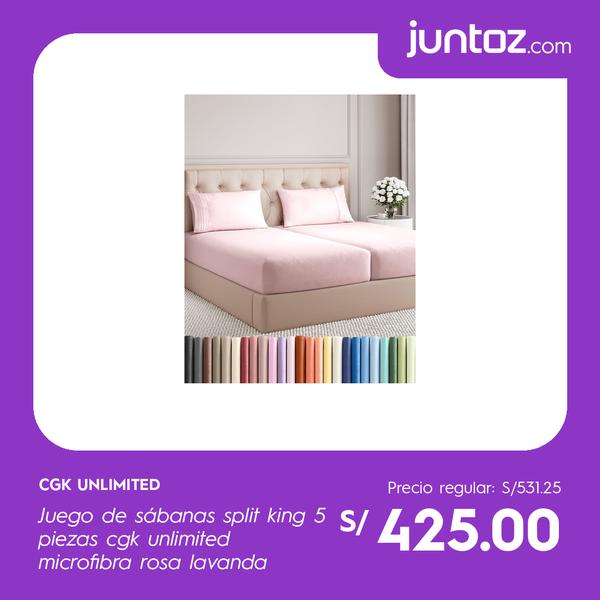 juntoz.com
CGK UNLIMITED
Juego de sábanas split king 5
piezas cgk unlimited
microfibra rosa lavanda
Precio regular: S/531.25
S/ 425.00